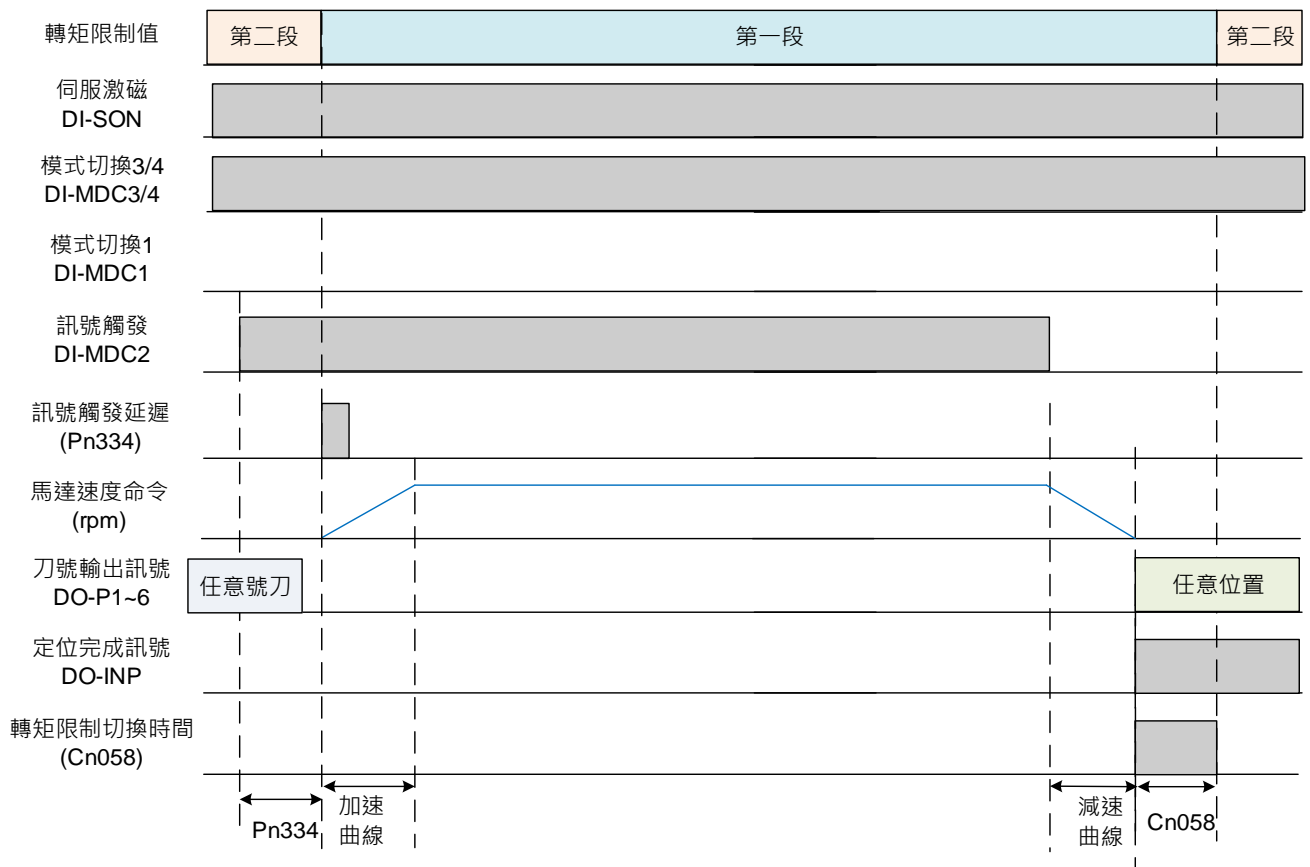 轉矩限制值
第二段
第一段
第二段
伺服激磁
DI-SON
模式切換3/4
DI-MDC3/4
模式切換1
DI-MDC1
訊號觸發
DI-MDC2
訊號觸發延遲
(Pn334)
馬達速度命令
(rpm)
刀號輸出訊號
DO-P1~6
任意號刀
任意位置
定位完成訊號
DO-INP
轉矩限制切換時間
(Cn058)
Pn334
加速
曲線
減速
曲線
Cn058